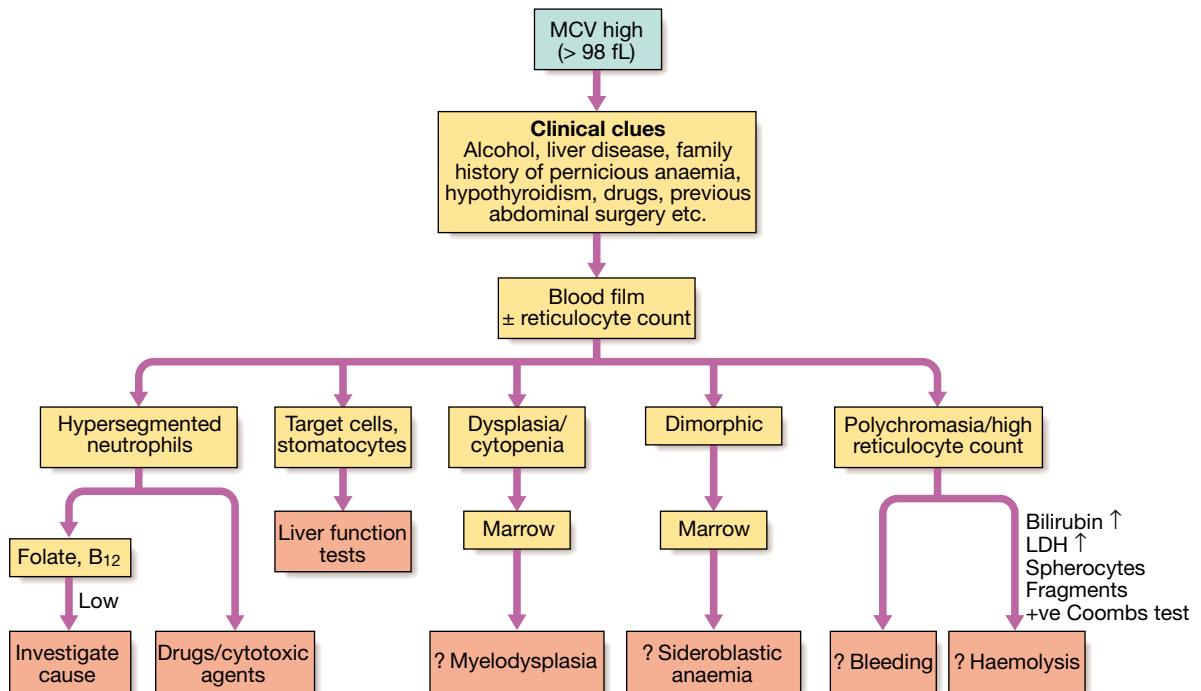 MCV high
(> 98 fL)
Clinical clues
Alcohol, liver disease, family
history of pernicious anaemia,
hypothyroidism, drugs, previous
abdominal surgery etc.
Blood film
± reticulocyte count
Hypersegmented
neutrophils
Target cells,
stomatocytes
Dysplasia/
cytopenia
Dimorphic
Polychromasia/high
reticulocyte count
Folate, B₁₂
Liver function
tests
Marrow
Marrow
Bilirubin ↑
LDH ↑
Spherocytes
Fragments
+ve Coombs test
Low
Investigate
cause
Drugs/cytotoxic
agents
? Myelodysplasia
? Sideroblastic
anaemia
? Bleeding
? Haemolysis